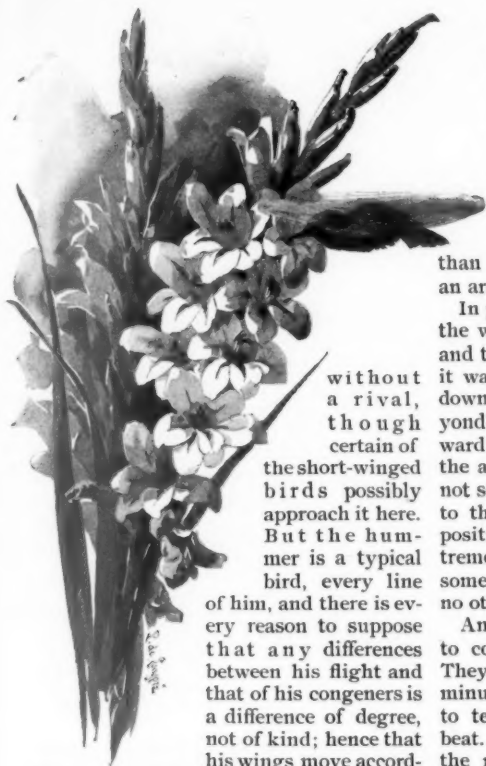 without
a rival,
though
certain of
the short-winged
birds possibly
approach it here.
But the hum-
mer is a typical
bird, every line
of him, and there is ev-
ery reason to suppose
that any differences
between his flight and
that of his congeners is
a difference of degree,
not of kind; hence that
his wings move accord-
than
an ar
In p
the w
and t
it wa
down
yond
ward
the a
not s
to th
posit
treme
some
no ot
An
to co
They
minu
to te
beat.
the r